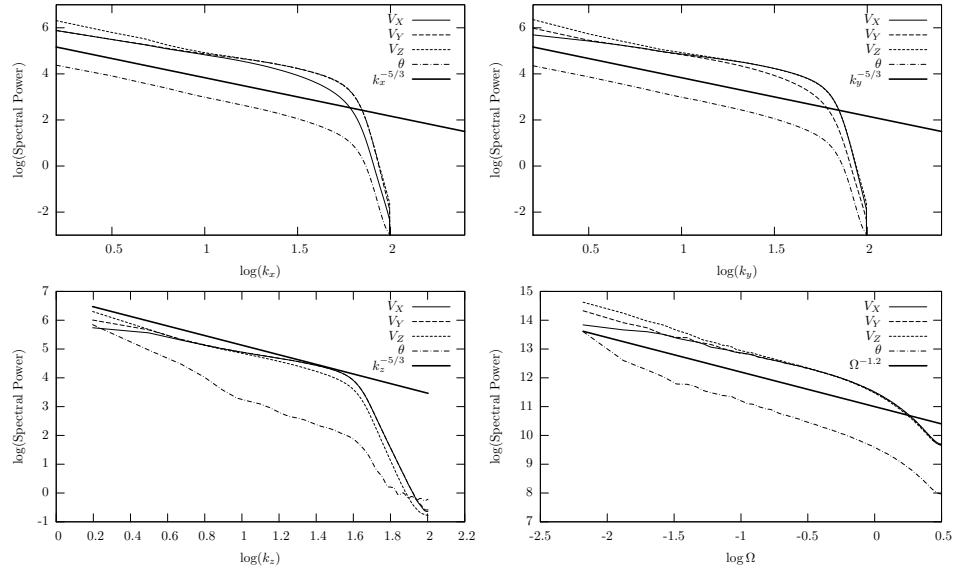 log(Spectral Power)
6
4
2
0
-2
0.5
1
1.5
2
log(k_x)
V_X
V_Y
V_Z
θ
k_x^{-5/3}
log(Spectral Power)
6
4
2
0
-2
0.5
1
1.5
2
log(k_y)
V_X
V_Y
V_Z
θ
k_y^{-5/3}
log(Spectral Power)
7
6
5
4
3
2
1
0
-1
0
0.2
0.4
0.6
0.8
1
1.2
1.4
1.6
1.8
2
2.2
log(k_z)
V_X
V_Y
V_Z
θ
k_z^{-5/3}
log(Spectral Power)
15
14
13
12
11
10
9
8
7
-2.5
-2
-1.5
-1
-0.5
0
0.5
log Ω
V_X
V_Y
V_Z
θ
Ω^{-1.2}